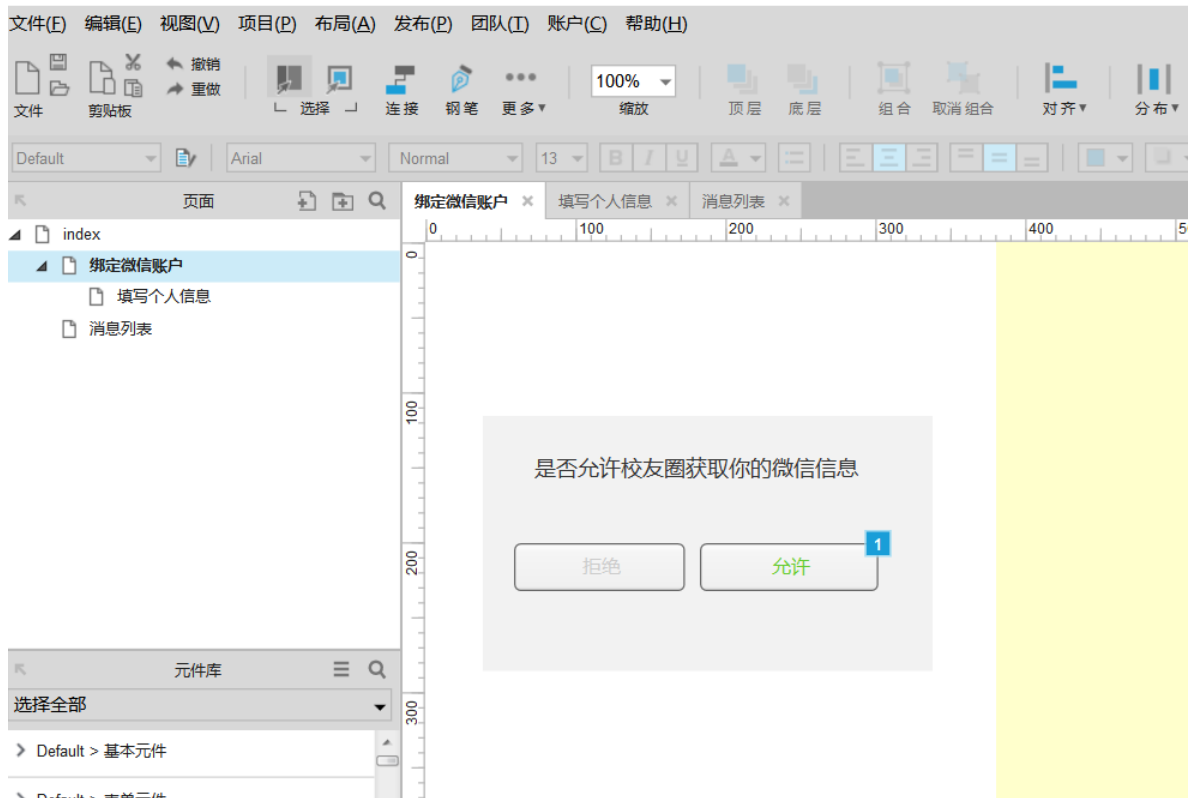 文件(F) 编辑(E) 视图(V) 项目(P) 布局(A) 发布(P) 团队(T) 账户(C) 帮助(H)
撤销
重做
100%
文件 剪贴板 选择 连接 钢笔 更多 缩放 顶层 底层 组合 取消组合 对齐 分布
Default Arial Normal 13 B I U A
页面
绑定微信账户 填写个人信息 消息列表
index
绑定微信账户
填写个人信息
消息列表
0 100 200 300 400
0
100
200
300
是否允许校友圈获取你的微信信息
1
拒绝 允许
元件库
选择全部
Default > 基本元件